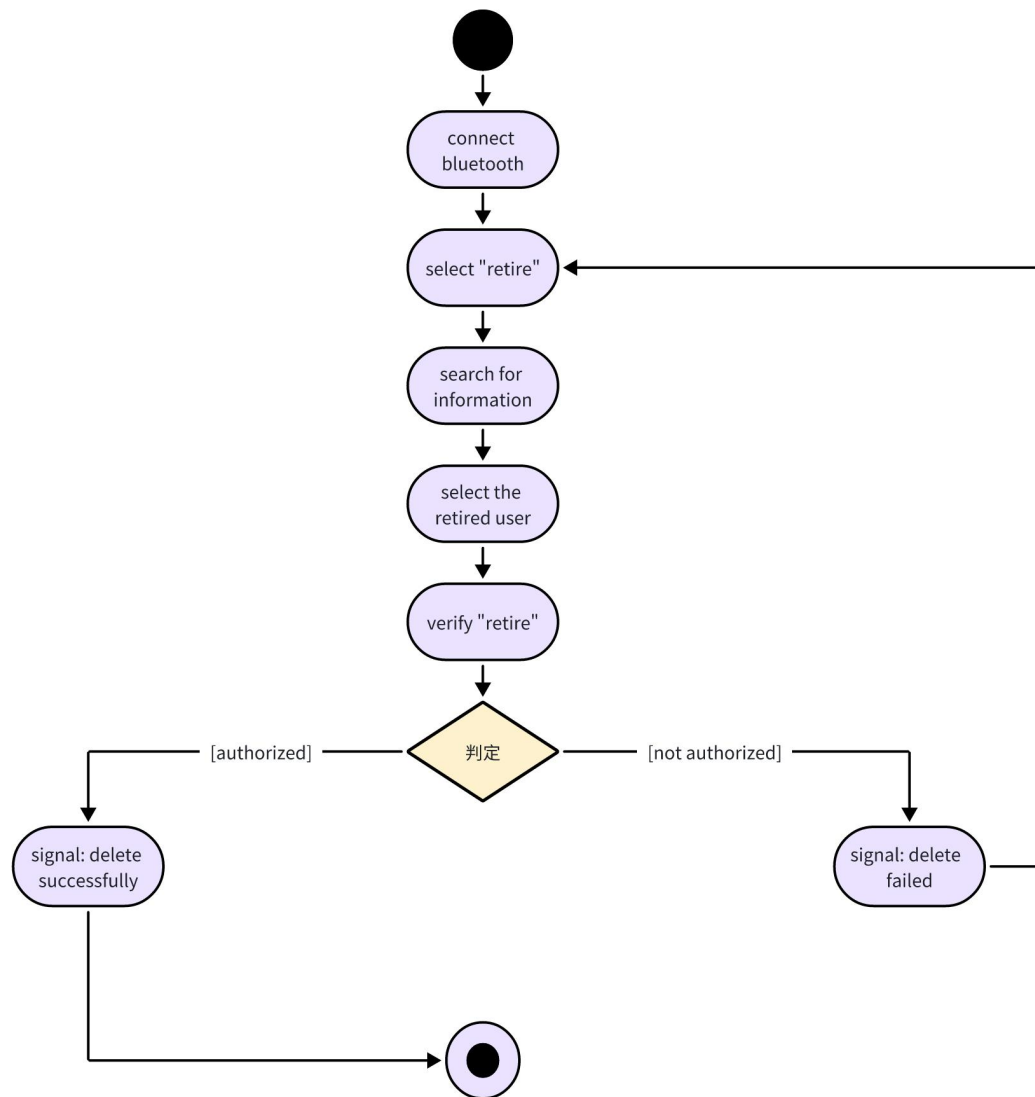 connect
bluetooth
select "retire"
search for
information
select the
retired user
verify "retire"
[authorized]
判定
[not authorized]
signal: delete
successfully
signal: delete
failed